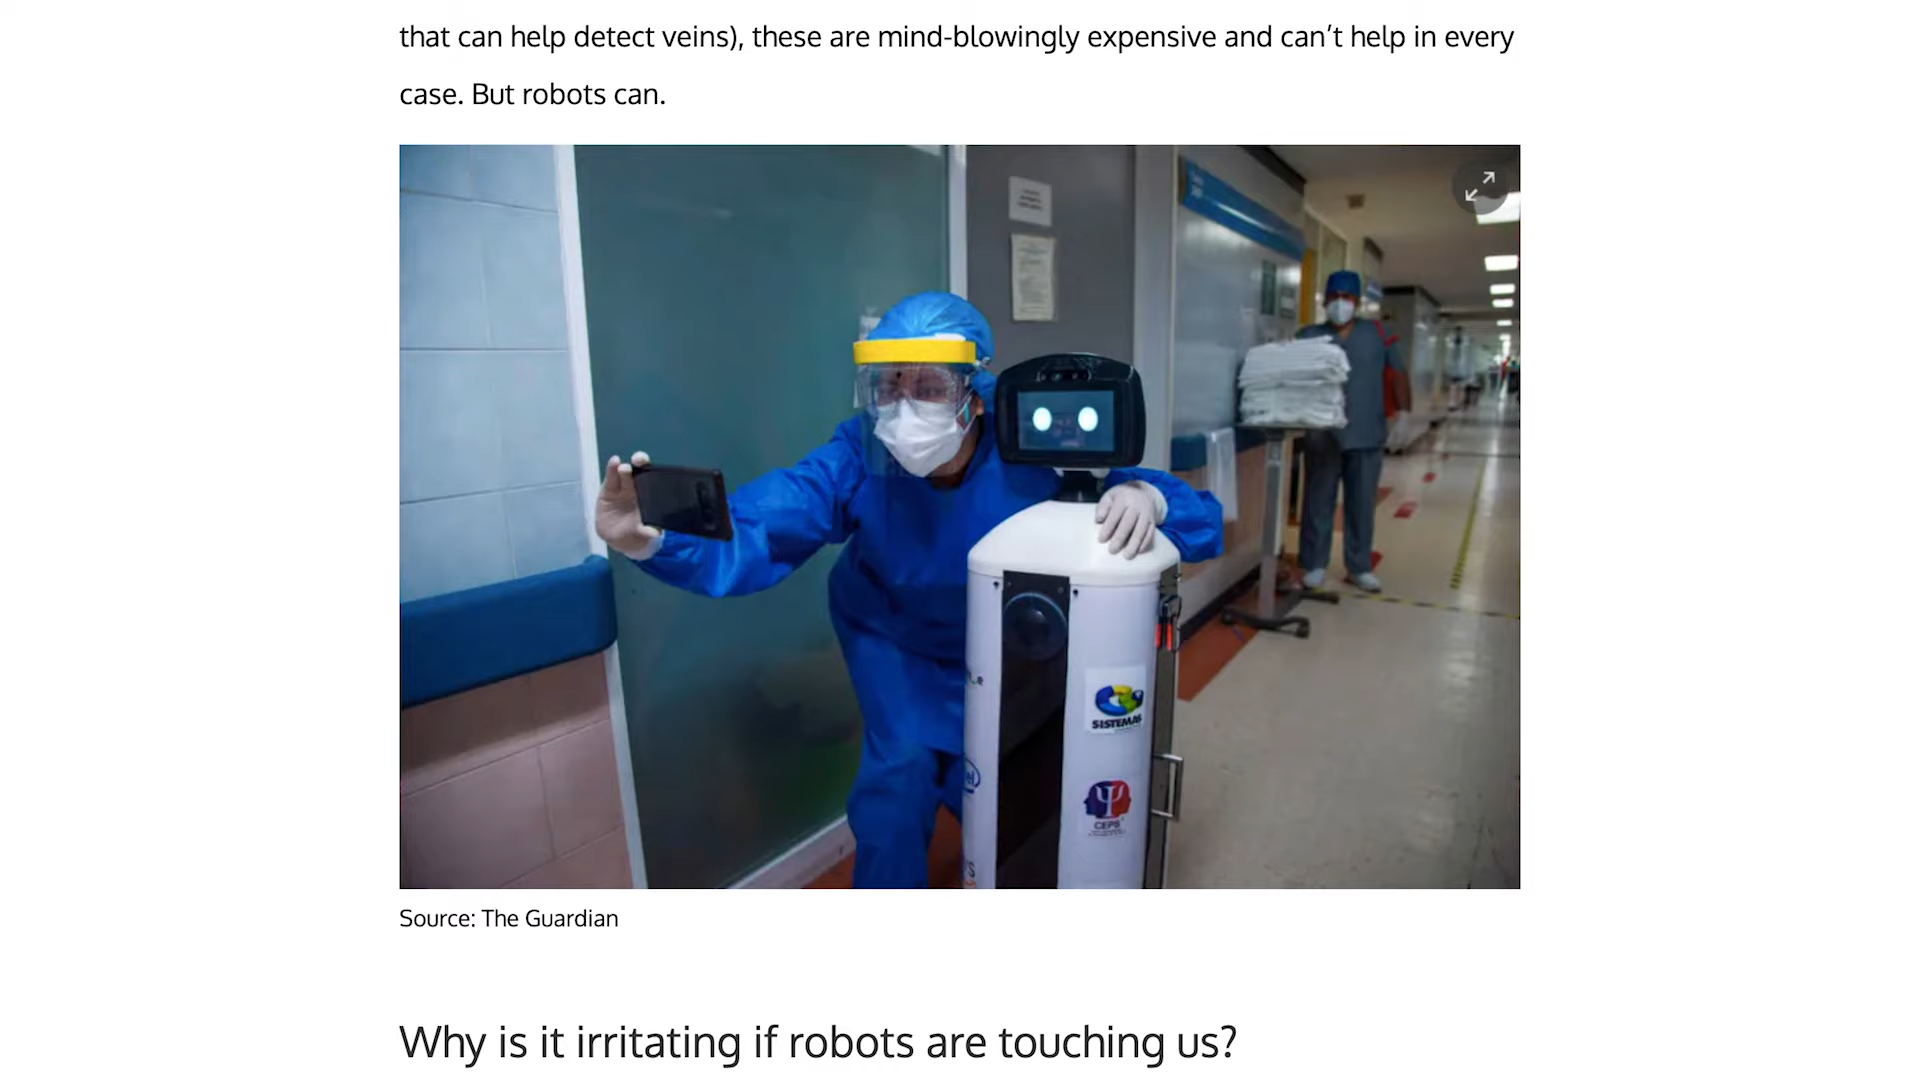 that can help detect veins), these are mind-blowingly expensive and can’t help in every
case. But robots can.
SISTEMAS
CEPS
Source: The Guardian
Why is it irritating if robots are touching us?